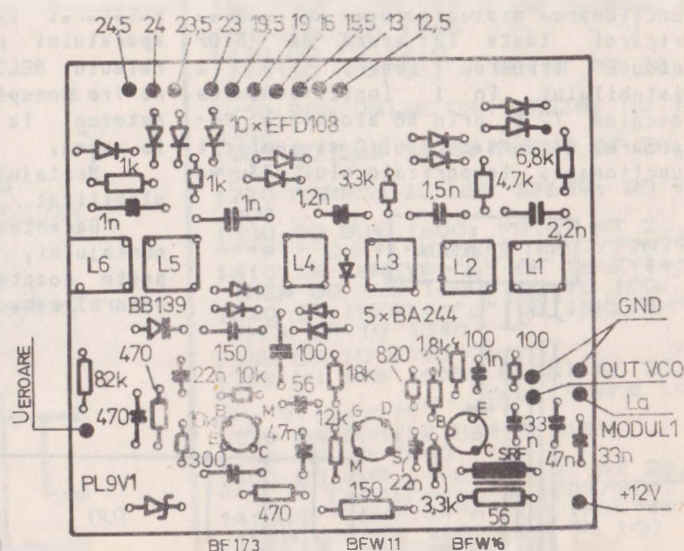 24,5 24 23,5 23 19,5 19 16 15,5 13 12,5
10×EFD108
1k
1k
3,3k
4,7k
6,8k
1n
1n
1,2n
1,5n
2,2n
L6
L5
L4
L3
L2
L1
BB139
5×BA244
GND
470
150
100
820
1,8k
100
100
82k
22n
10k
18k
1n
OUT VCO
UEROARE
470
56
La
B
M
G
D
B
E
MODUL 1
47n
12k
33n
E
C
M
C
47n
33n
300
22n
SRF
PL9V1
470
150
3,3k
56
+12V
BF173
BFW11
BFW16